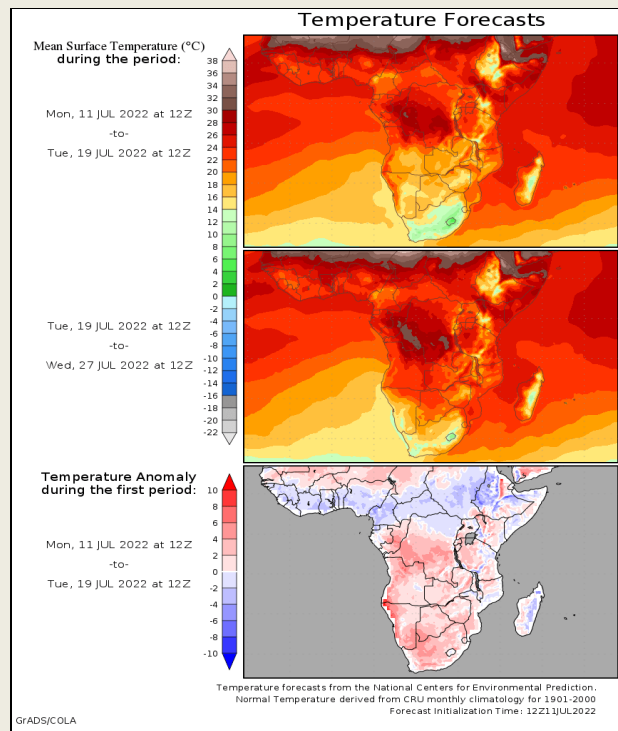 Temperature Forecasts
Mean Surface Temperature (°C)
during the period:
Mon, 11 JUL 2022 at 12Z
-to-
Tue, 19 JUL 2022 at 12Z
38
36
34
32
30
28
26
24
22
20
18
16
14
12
10
8
6
4
2
0
-2
-4
-6
-8
-10
-12
-14
-16
-18
-20
-22
Tue, 19 JUL 2022 at 12Z
-to-
Wed, 27 JUL 2022 at 12Z
Temperature Anomaly
during the first period:
Mon, 11 JUL 2022 at 12Z
-to-
Tue, 19 JUL 2022 at 12Z
10
8
6
4
2
0
-2
-4
-6
-8
-10
Temperature forecasts from the National Centers for Environmental Prediction.
Normal Temperature derived from CRU monthly climatology for 1901-2000
Forecast Initialization Time: 12Z11JUL2022
GrADS/COLA